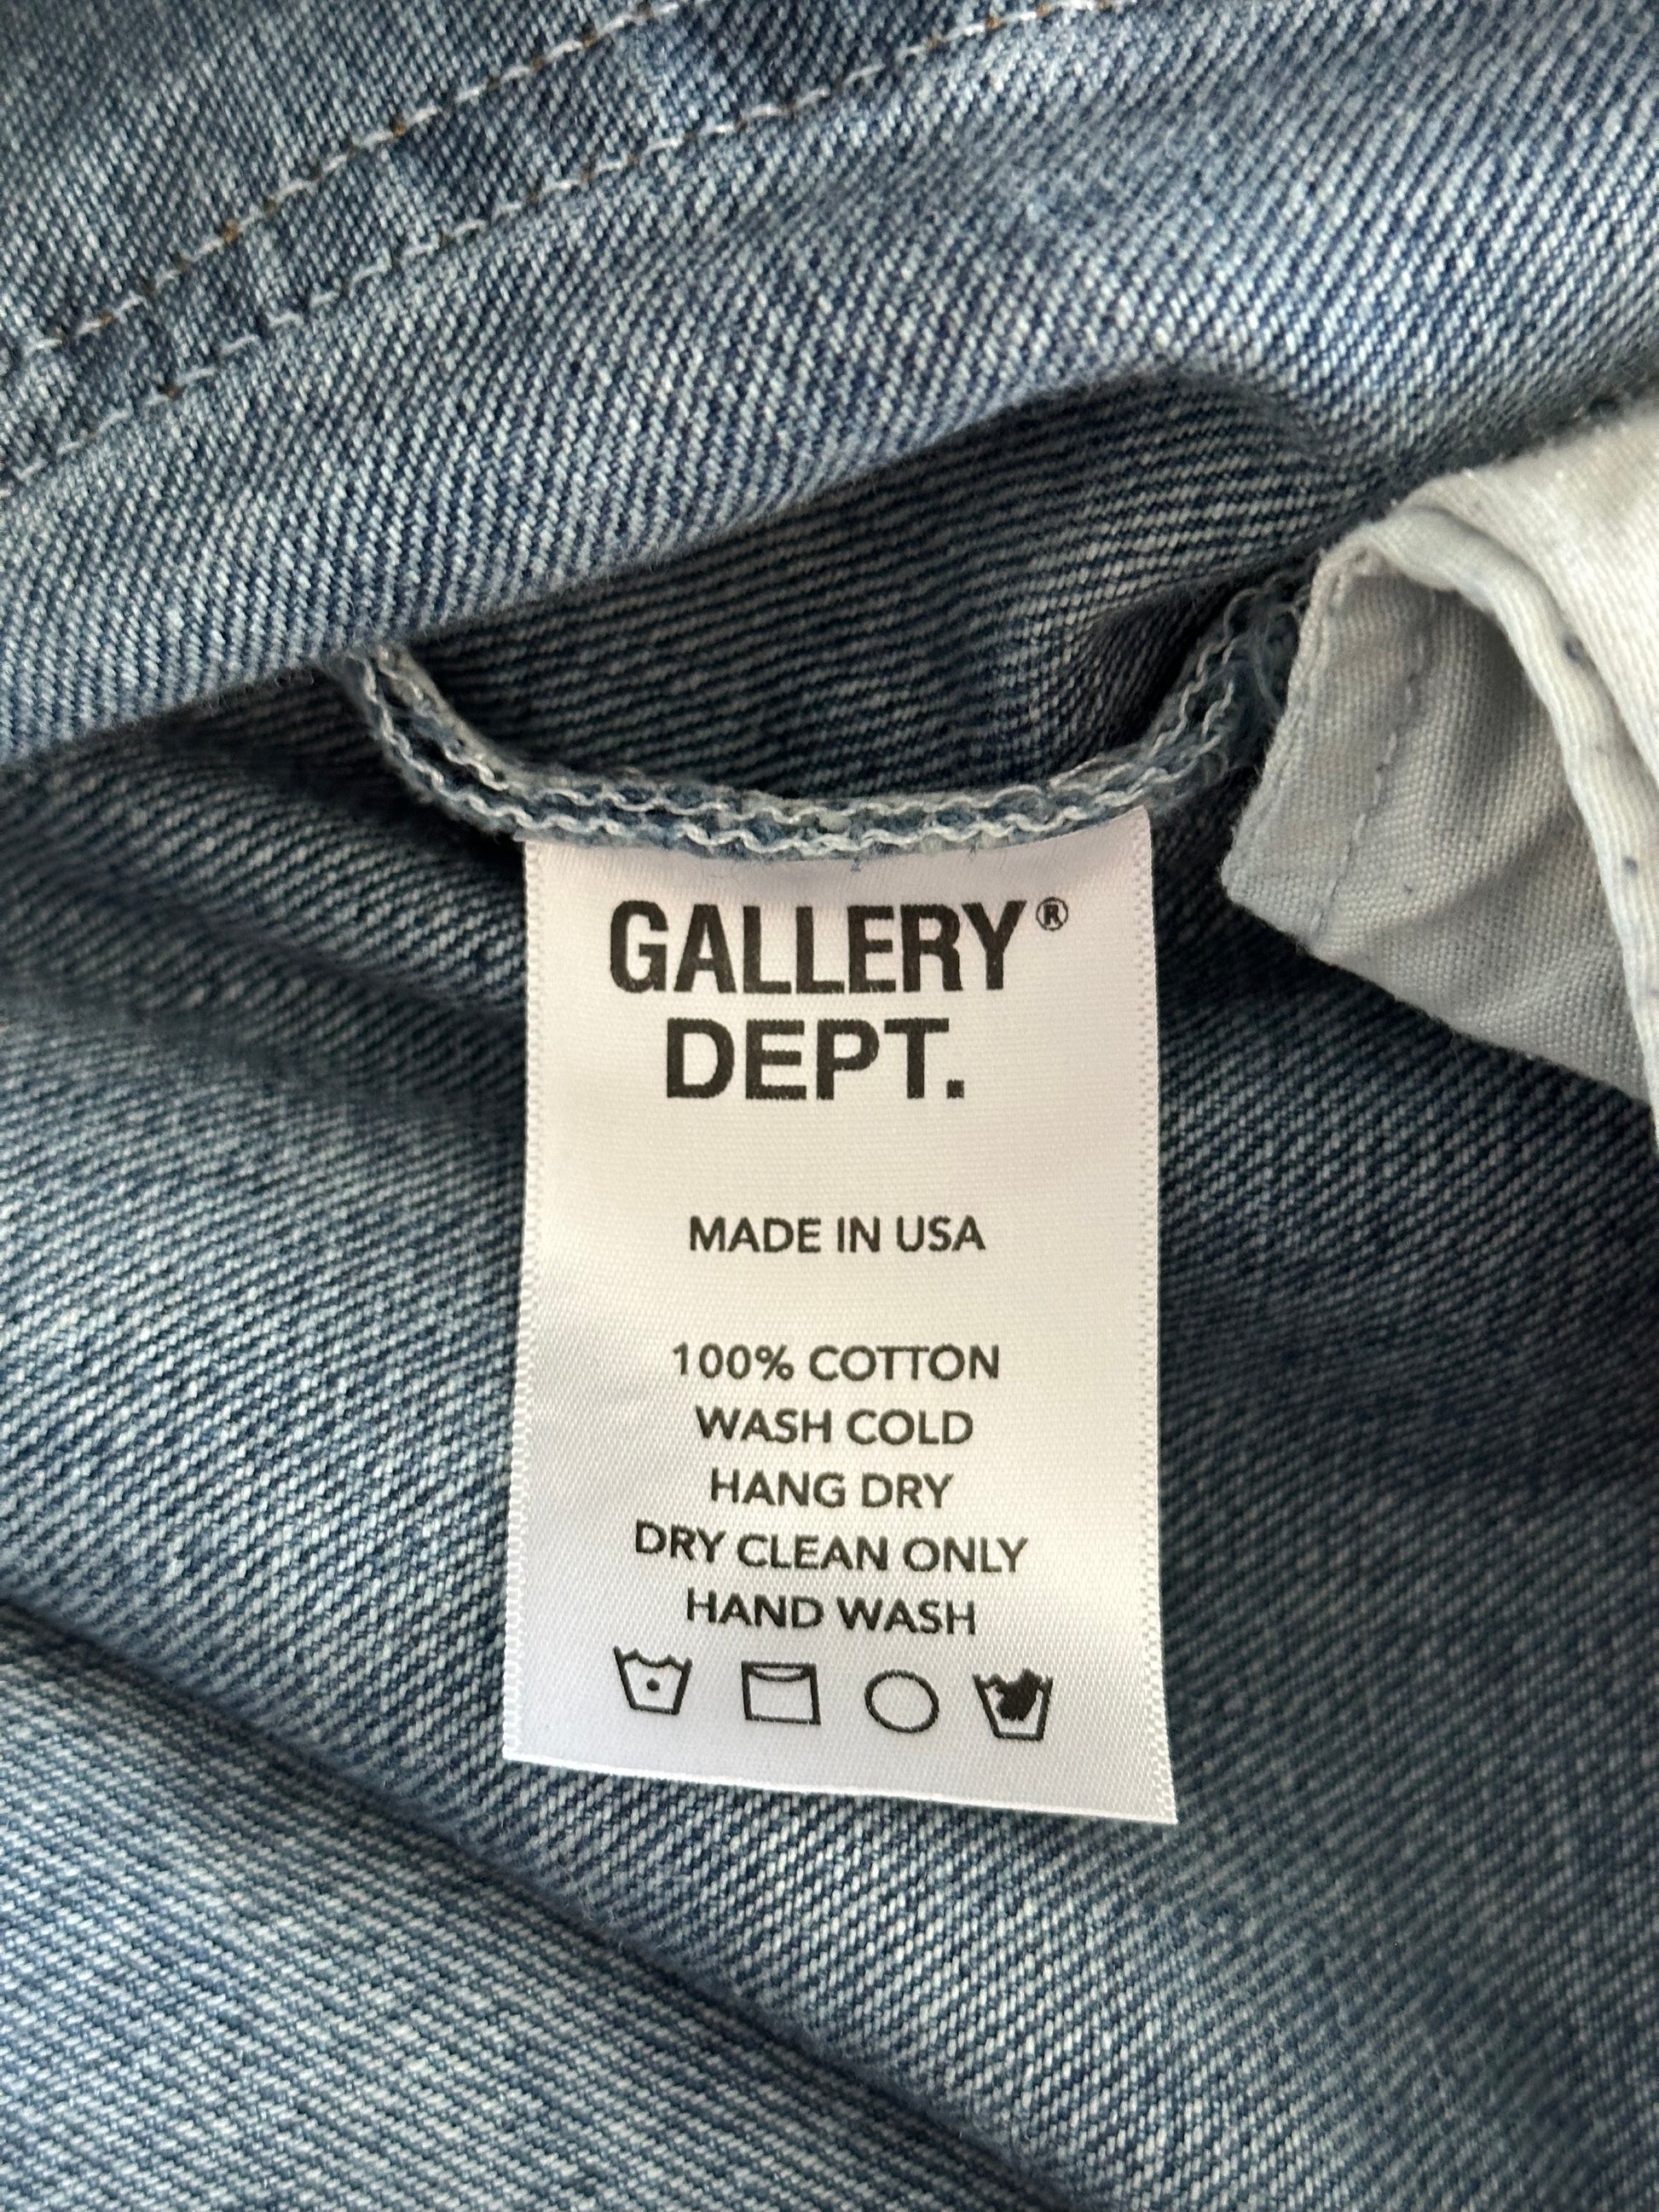 GALLERY®
DEPT.
MADE IN USA
100% COTTON
WASH COLD
HANG DRY
DRY CLEAN ONLY
HAND WASH